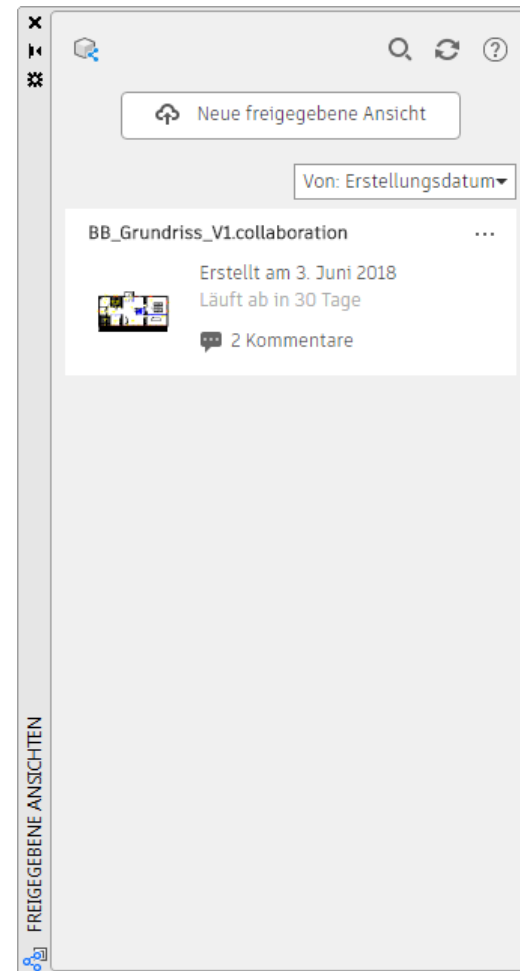 Neue freigegebene Ansicht
Von: Erstellungsdatum
BB_Grundriss_V1.collaboration
...
Erstellt am 3. Juni 2018
Läuft ab in 30 Tage
2 Kommentare
FREIGEGEBENE ANSICHTEN